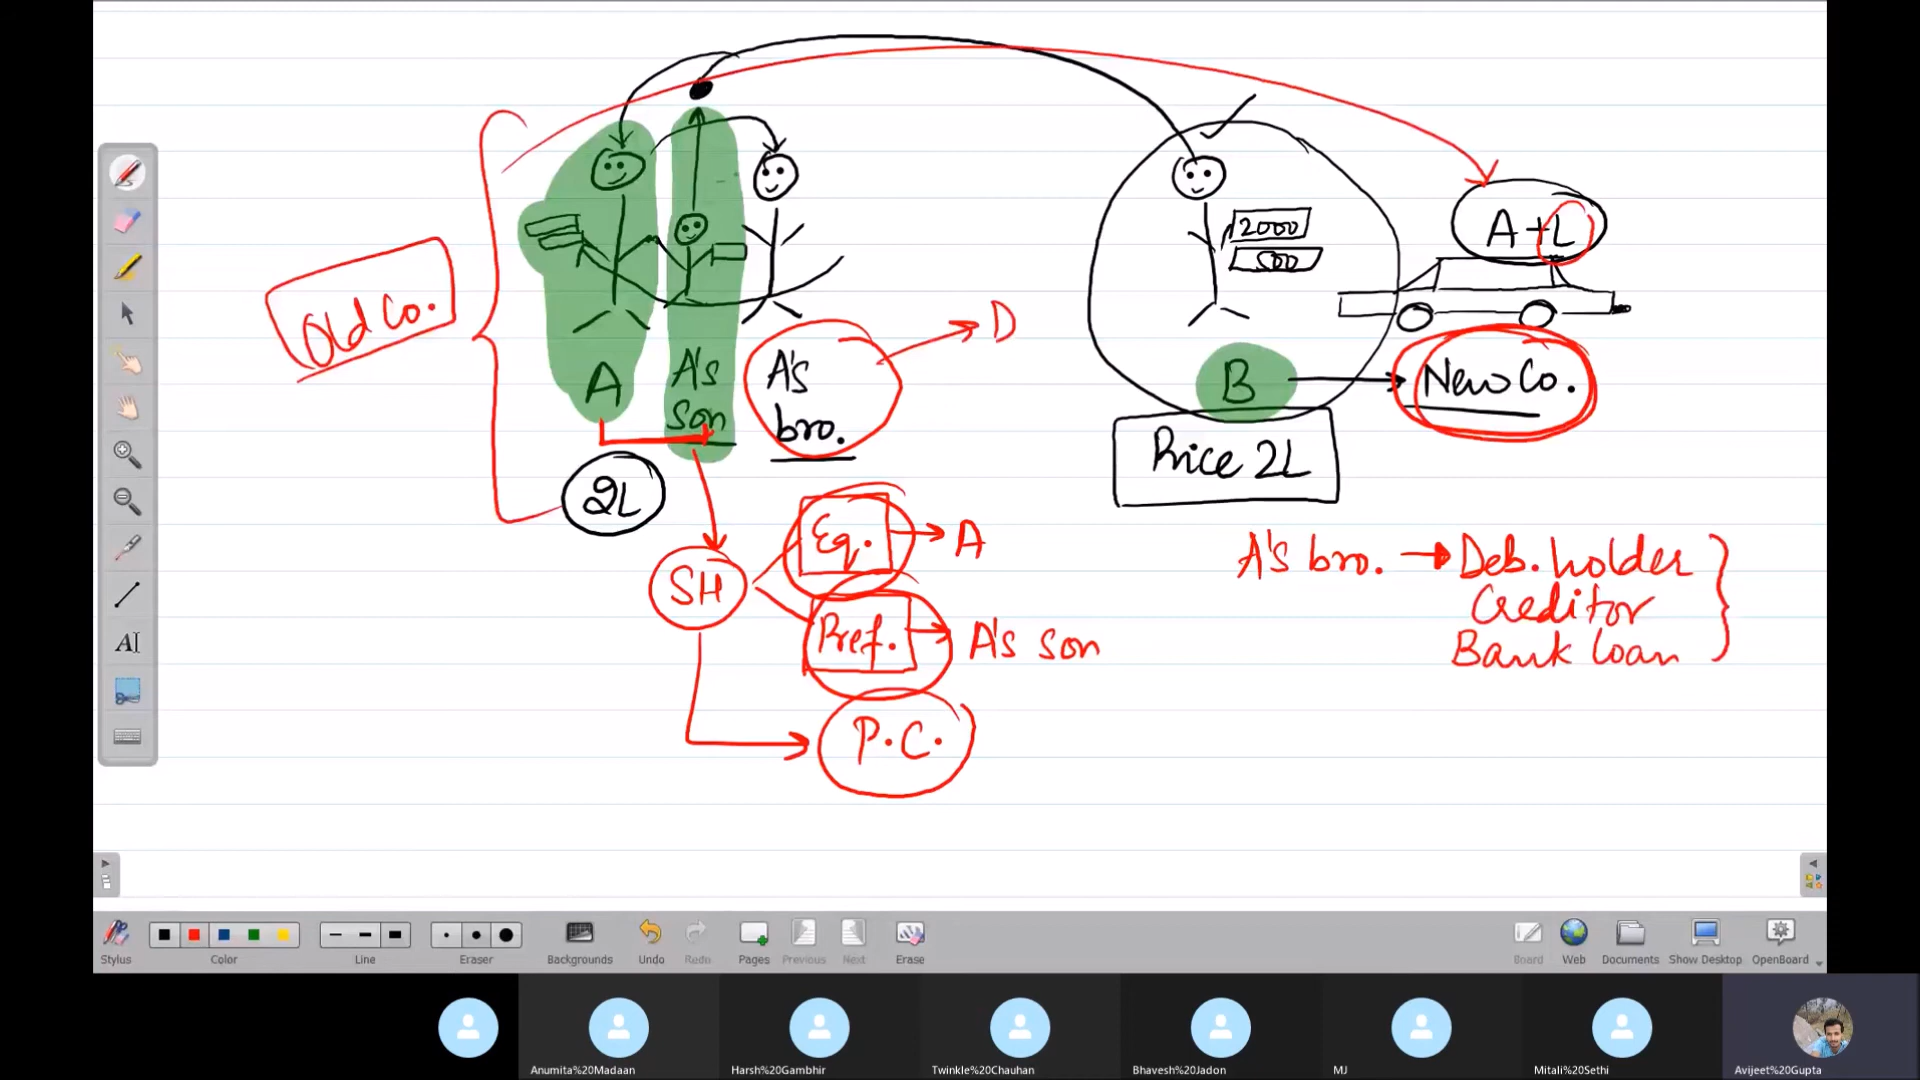 A+L
2000
500
Old Co.
D
A
A's
son
A's
bro.
B
New Co.
2L
Price 2L
Eq.
A
SH
Pref.
A's son
P.C.
A's bro.
Deb. holder
Creditor
Bank loan
Stylus
Color
Line
Eraser
Backgrounds
Undo
Redo
Pages
Previous
Next
Erase
Board
Web
Documents
Show Desktop
OpenBoard
Anumita%20Madaan
Harsh%20Gambhir
Twinkle%20Chauhan
Bhavesh%20Jadon
MJ
Mitali%20Sethi
Avijeet%20Gupta